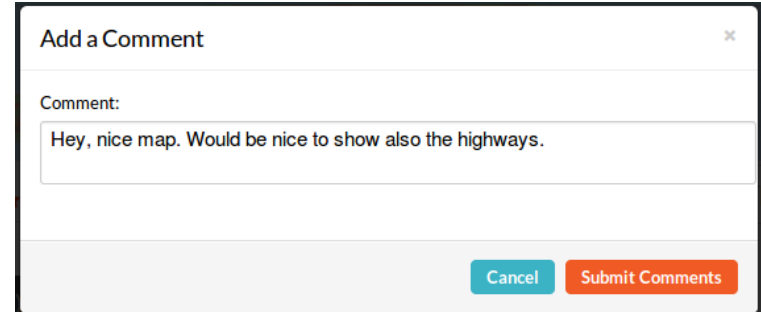 Add a Comment
×
Comment:
Hey, nice map. Would be nice to show also the highways.
Cancel
Submit Comments